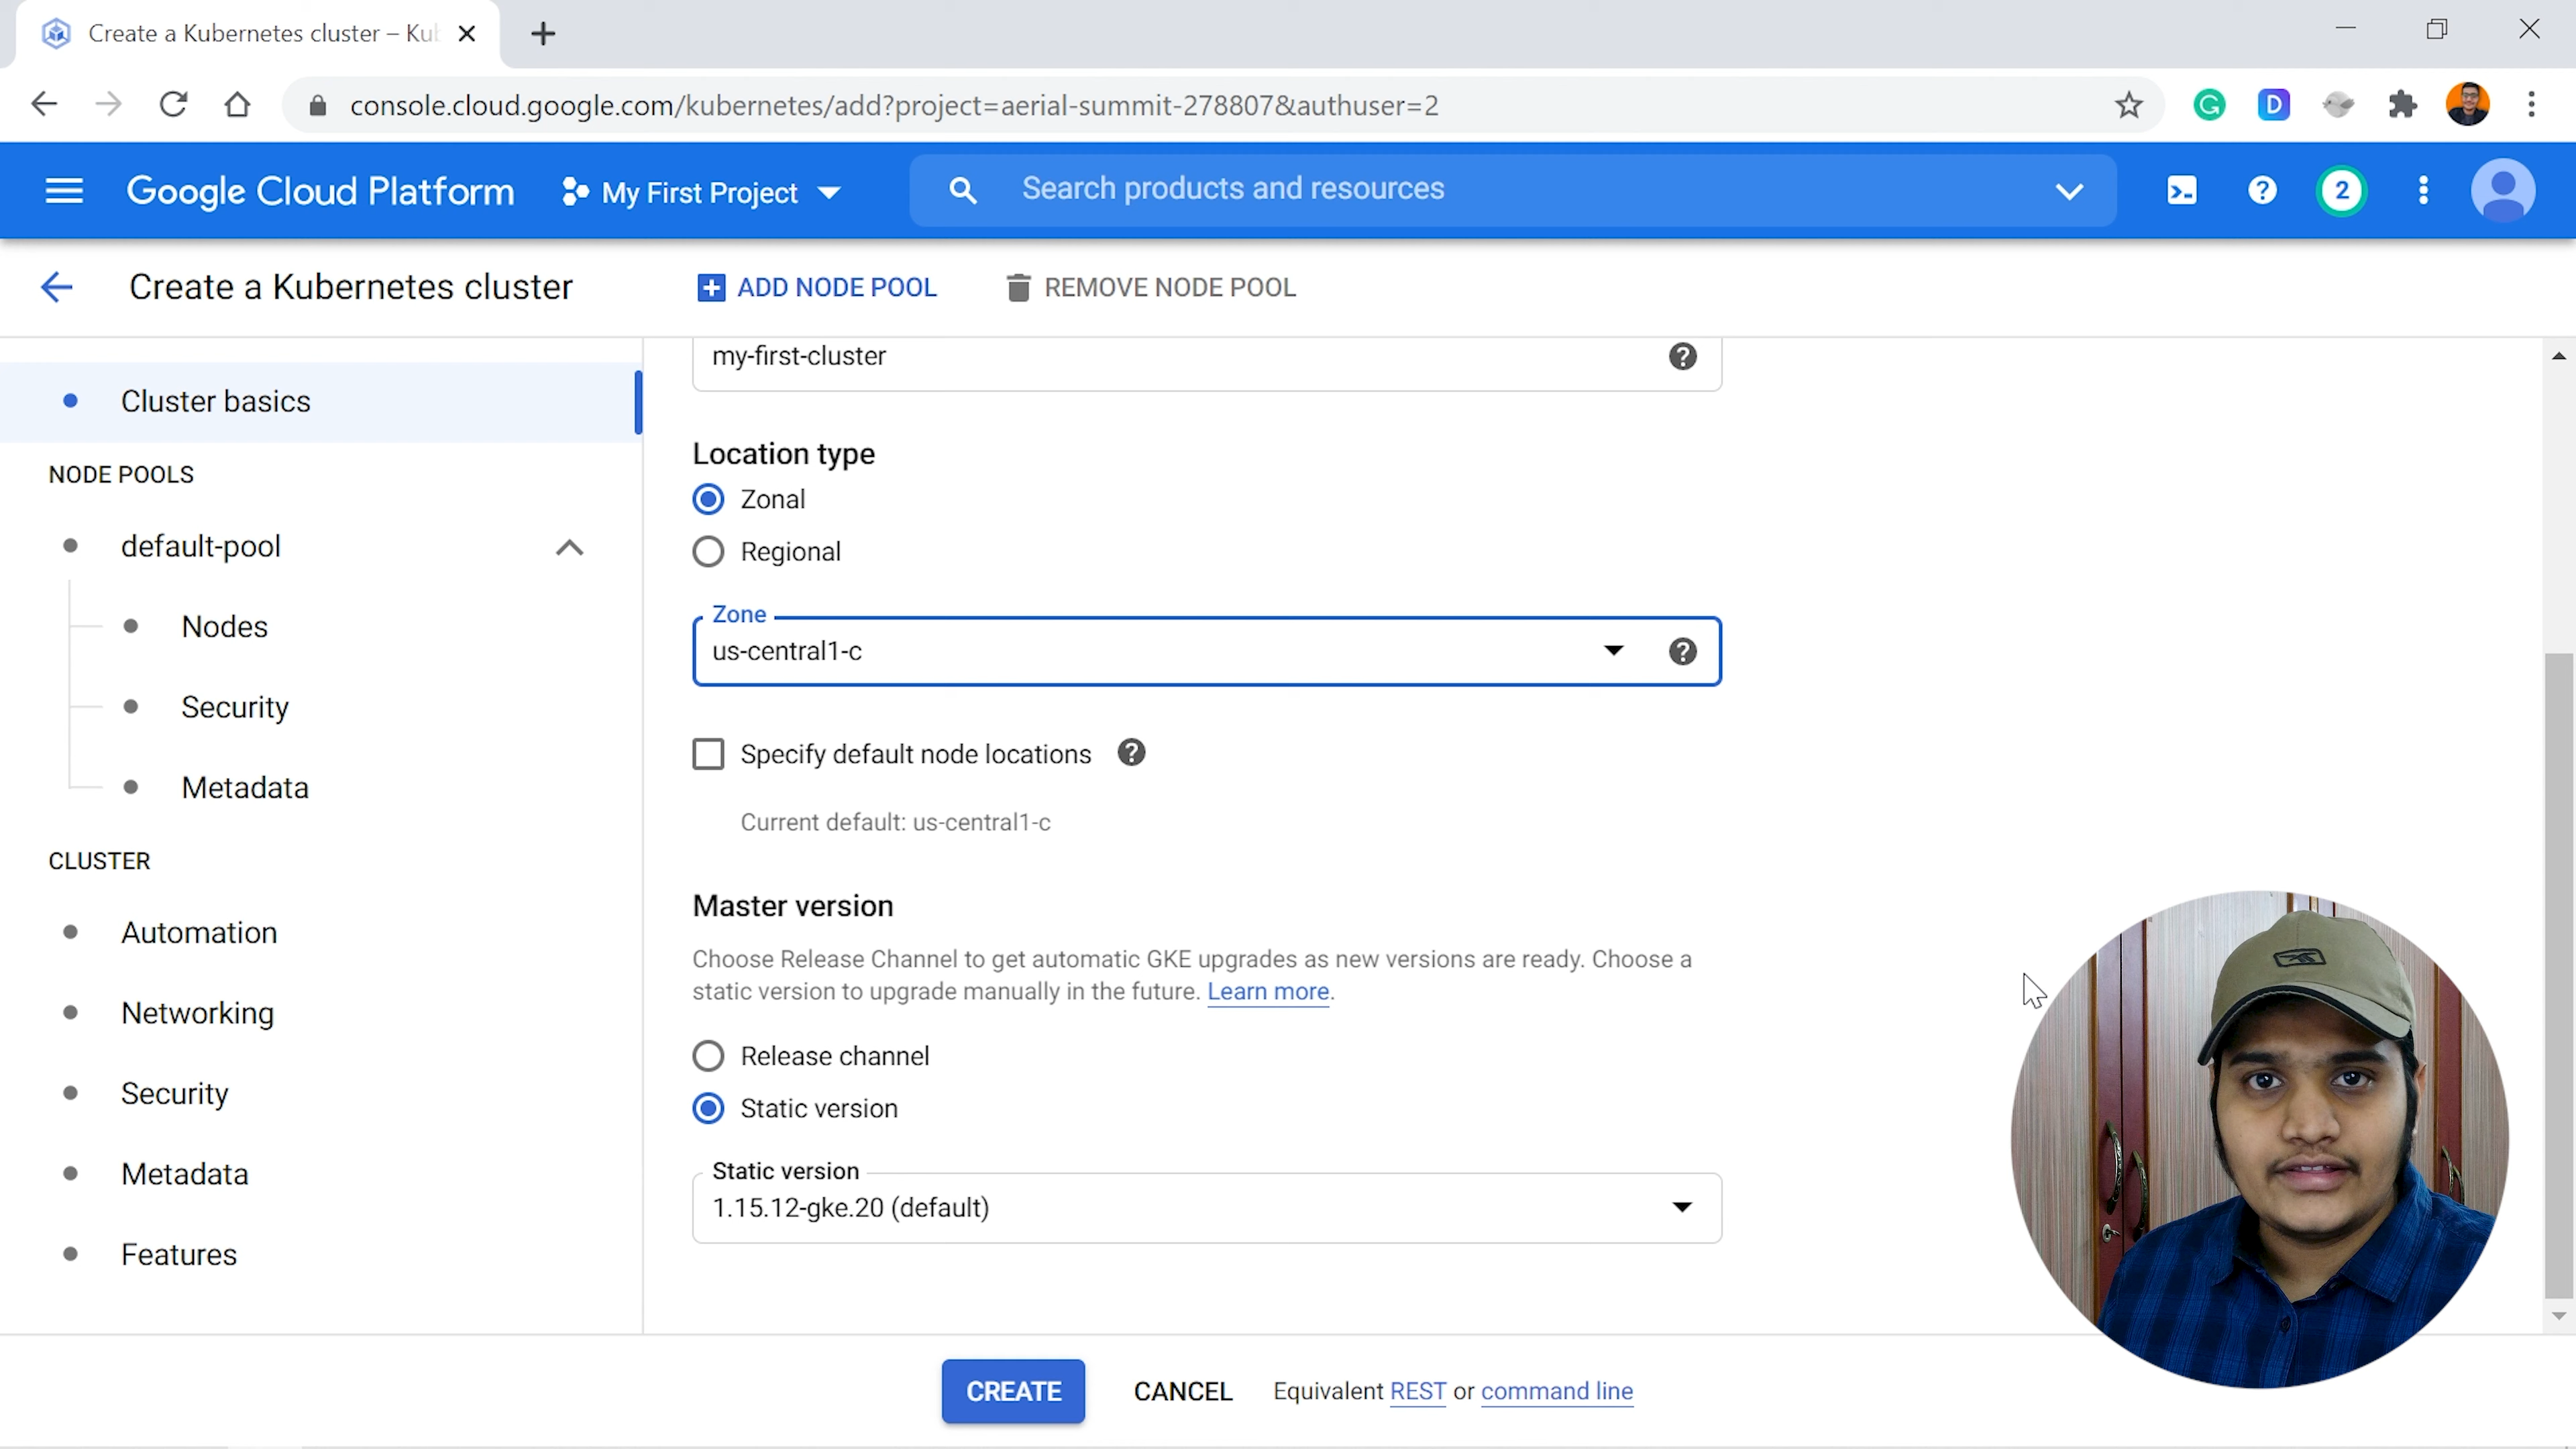 Create a Kubernetes cluster – Kub
console.cloud.google.com/kubernetes/add?project=aerial-summit-278807&authuser=2
G
D
Google Cloud Platform
My First Project
Search products and resources
2
Create a Kubernetes cluster
ADD NODE POOL
REMOVE NODE POOL
Cluster basics
NODE POOLS
default-pool
Nodes
Security
Metadata
CLUSTER
Automation
Networking
Security
Metadata
Features
my-first-cluster
Location type
Zonal
Regional
Zone
us-central1-c
Specify default node locations
Current default: us-central1-c
Master version
Choose Release Channel to get automatic GKE upgrades as new versions are ready. Choose a
static version to upgrade manually in the future. Learn more.
Release channel
Static version
Static version
1.15.12-gke.20 (default)
CREATE
CANCEL
Equivalent REST or command line